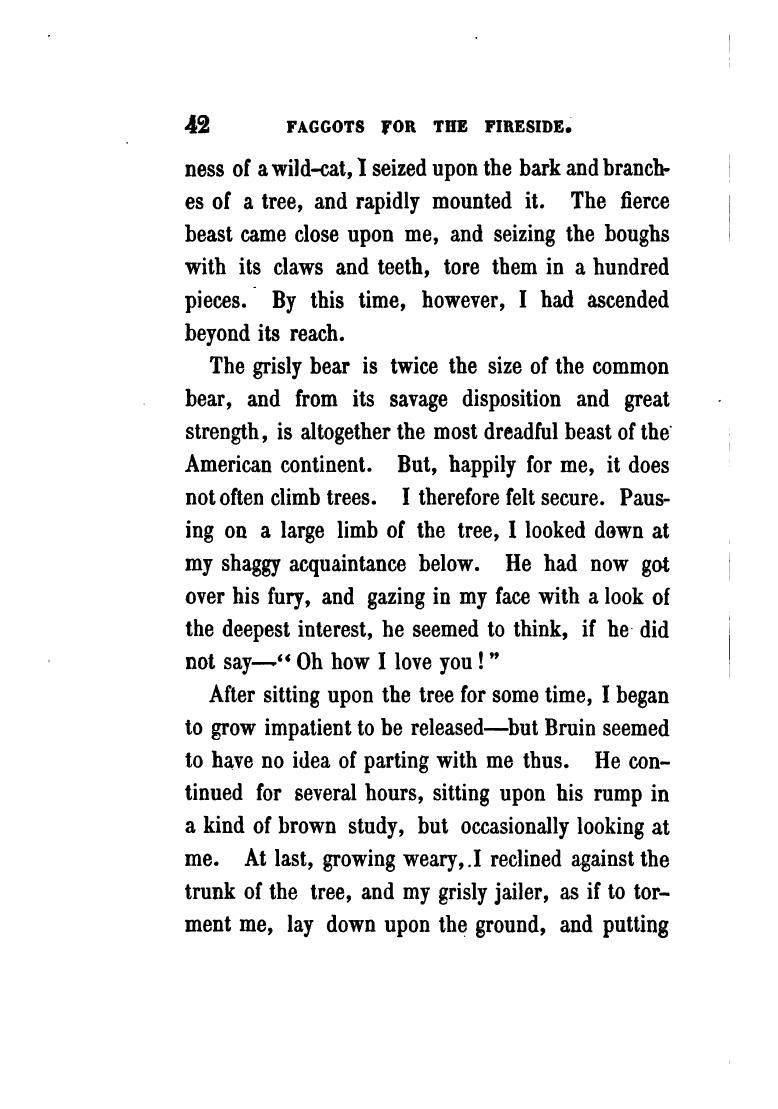 42 FAGGOTS FOR THE FIRESIDE.
ness of a wild-cat, I seized upon the bark and branch-
es of a tree, and rapidly mounted it. The fierce
beast came close upon me, and seizing the boughs
with its claws and teeth, tore them in a hundred
pieces. By this time, however, I had ascended
beyond its reach.
The grisly bear is twice the size of the common
bear, and from its savage disposition and great
strength, is altogether the most dreadful beast of the
American continent. But, happily for me, it does
not often climb trees. I therefore felt secure. Paus-
ing on a large limb of the tree, I looked down at
my shaggy acquaintance below. He had now got
over his fury, and gazing in my face with a look of
the deepest interest, he seemed to think, if he did
not say—“ Oh how I love you ! ”
After sitting upon the tree for some time, I began
to grow impatient to be released—but Bruin seemed
to have no idea of parting with me thus. He con-
tinued for several hours, sitting upon his rump in
a kind of brown study, but occasionally looking at
me. At last, growing weary, I reclined against the
trunk of the tree, and my grisly jailer, as if to tor-
ment me, lay down upon the ground, and putting